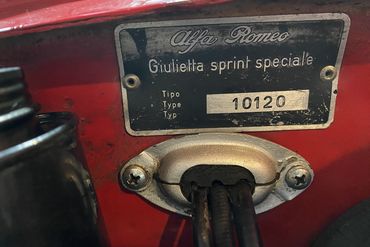 Alfa Romeo
Giulietta sprint speciale
Tipo
Type 10120
Typ